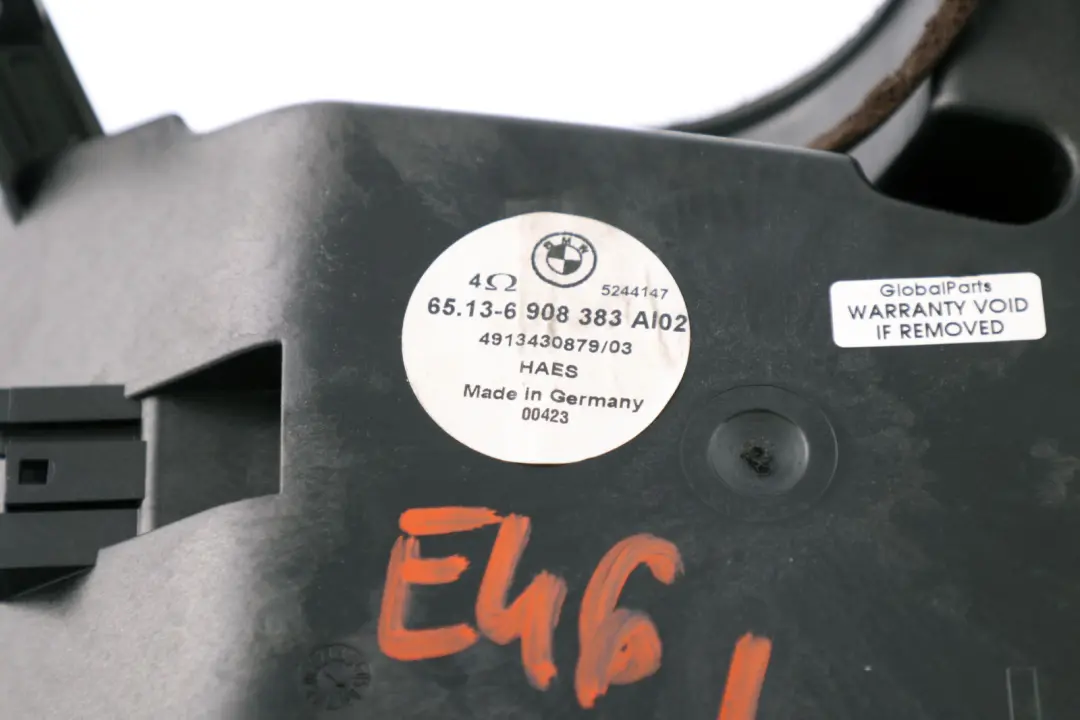 BMW
4Ω 5244147
65.13-6 908 383 AI02
4913430879/03
HAES
Made in Germany
00423
GlobalParts
WARRANTY VOID
IF REMOVED
E46